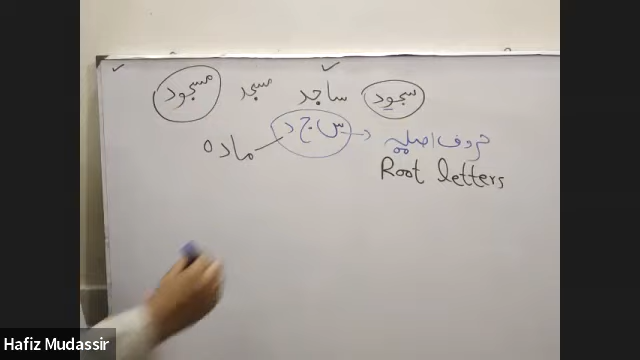 سجود ساجد مسجد مسجود
س ج د حروف اصلیہ
مادہ
Root letters
Hafiz Mudassir